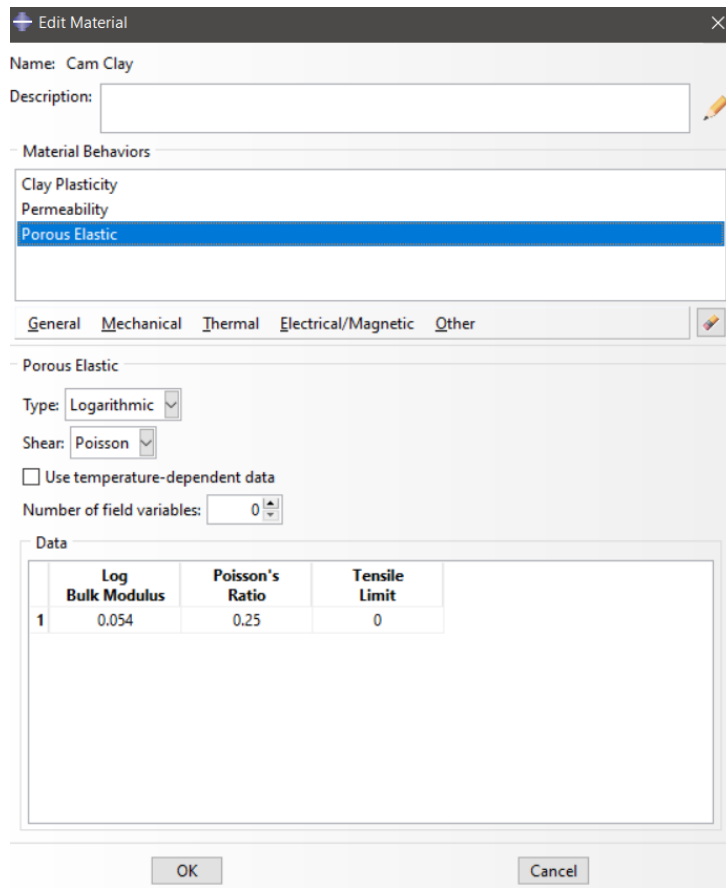 Edit Material
Name: Cam Clay
Description:
Material Behaviors
Clay Plasticity
Permeability
Porous Elastic
General Mechanical Thermal Electrical/Magnetic Other
Porous Elastic
Type: Logarithmic
Shear: Poisson
Use temperature-dependent data
Number of field variables: 0
Data
Log Bulk Modulus Poisson's Ratio Tensile Limit
1 0.054 0.25 0
OK Cancel